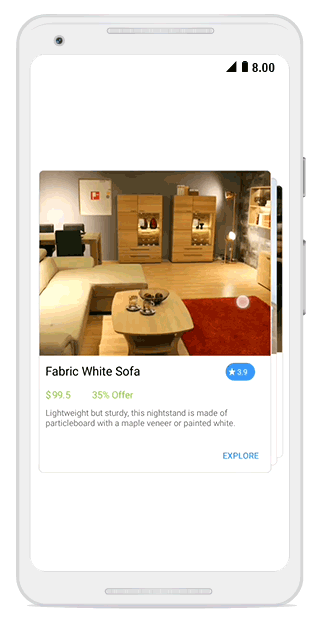 8.00
Fabric White Sofa
3.9
$99.5 35% Offer
Lightweight but sturdy, this nightstand is made of
particleboard with a maple veneer or painted white.
EXPLORE